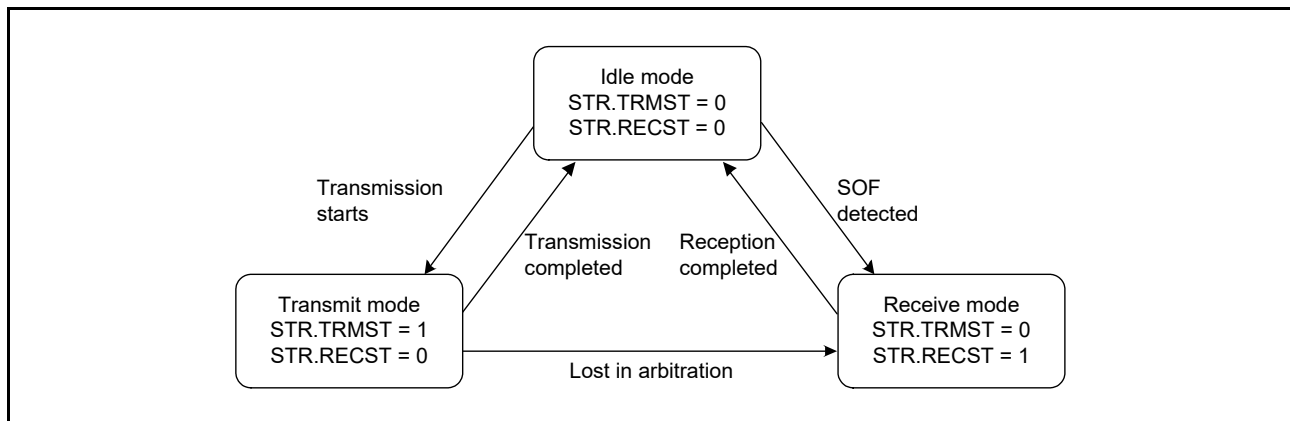 Idle mode
STR.TRMST = 0
STR.RECST = 0
Transmission
starts
SOF
detected
Transmission
completed
Reception
completed
Transmit mode
STR.TRMST = 1
STR.RECST = 0
Receive mode
STR.TRMST = 0
STR.RECST = 1
Lost in arbitration